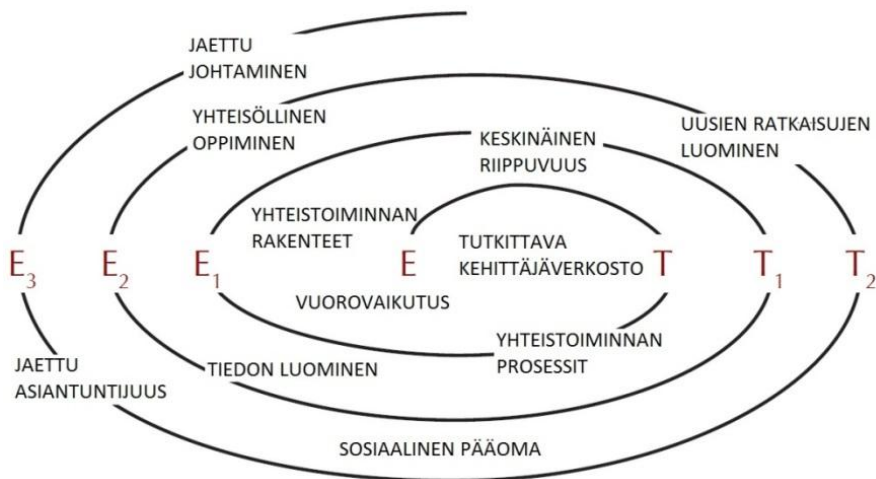 JAETTU
JOHTAMINEN
YHTEISÖLLINEN
OPPIMINEN
KESKINÄINEN
RIIPPUVUUS
UUSIEN RATKAISUJEN
LUOMINEN
YHTEISTOIMINNAN
RAKENTEET
TUTKITTAVA
KEHITTÄJÄVERKOSTO
E₃ E₂ E₁ E T T₁ T₂
VUOROVAIKUTUS
YHTEISTOIMINNAN
PROSESSIT
JAETTU
ASIANTUNTIJUUS
TIEDON LUOMINEN
SOSIAALINEN PÄÄOMA